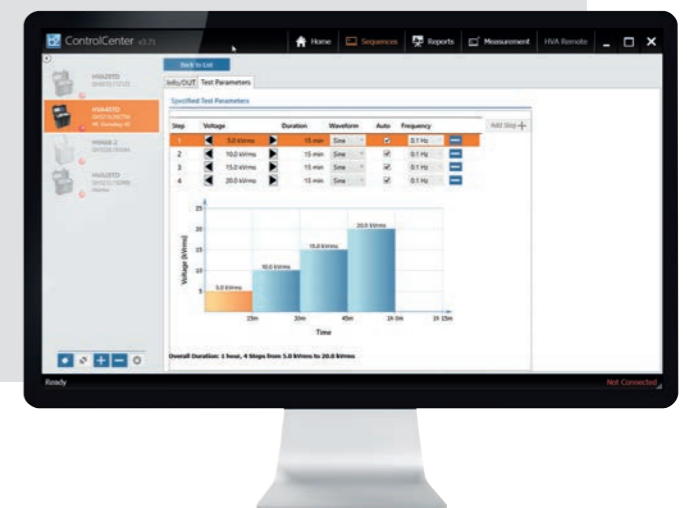 b2 ControlCenter v3.71
Home Sequences Reports Measurement HVA Remote
Back to List
Info/DUT Test Parameters
Specified Test Parameters
Step Voltage Duration Waveform Auto Frequency Add Step
1 5.0 kVrms 15 min Sine 0.1 Hz
2 10.0 kVrms 15 min Sine 0.1 Hz
3 15.0 kVrms 15 min Sine 0.1 Hz
4 20.0 kVrms 15 min Sine 0.1 Hz
Voltage [kVrms]
25
20
15
10
5
5.0 kVrms
10.0 kVrms
15.0 kVrms
20.0 kVrms
15m 30m 45m 1h 0m 1h 15m
Time
Overall Duration: 1 hour, 4 Steps from 5.0 kVrms to 20.0 kVrms
Ready
Not Connected